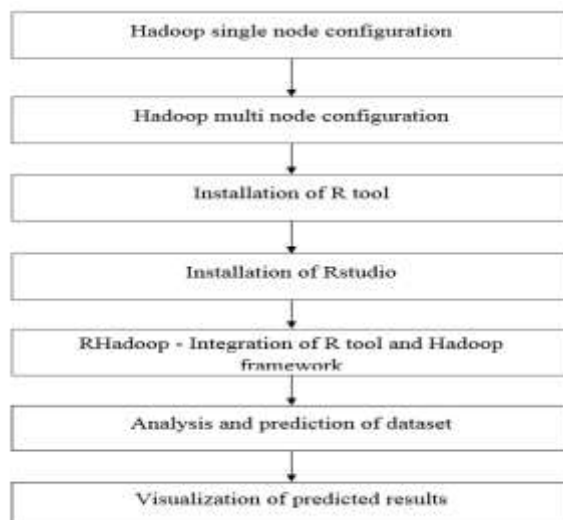 Hadoop single node configuration
Hadoop multi node configuration
Installation of R tool
Installation of Rstudio
RHadoop - Integration of R tool and Hadoop
framework
Analysis and prediction of dataset
Visualization of predicted results